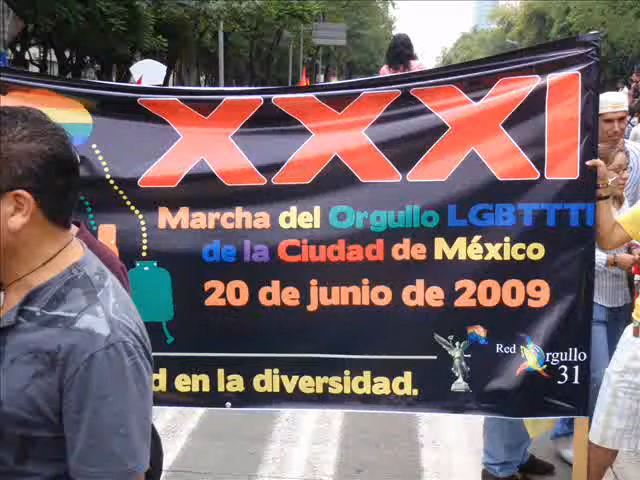 XXXI
Marcha del Orgullo LGBTTTI
de la Ciudad de México
20 de junio de 2009
d en la diversidad.
Red Orgullo
31